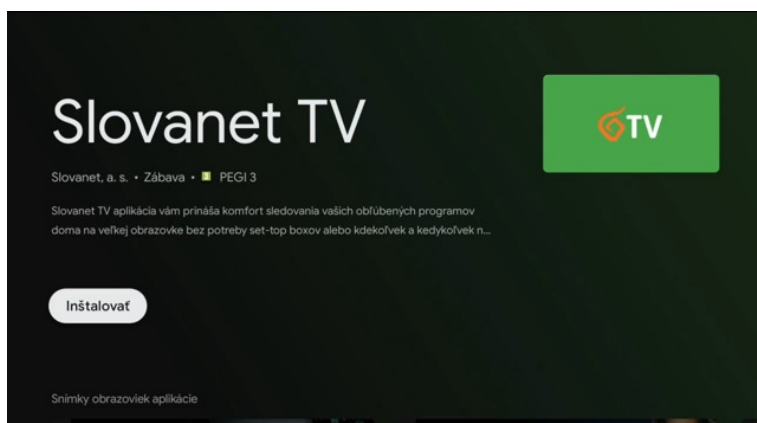 Slovanet TV
TV
Slovanet, a. s. • Zábava • 3 PEGI 3
Slovanet TV aplikácia vám prináša komfort sledovania vašich obľúbených programov
doma na veľkej obrazovke bez potreby set-top boxov alebo kdekoľvek a kedykoľvek n...
Inštalovať
Snímky obrazoviek aplikácie